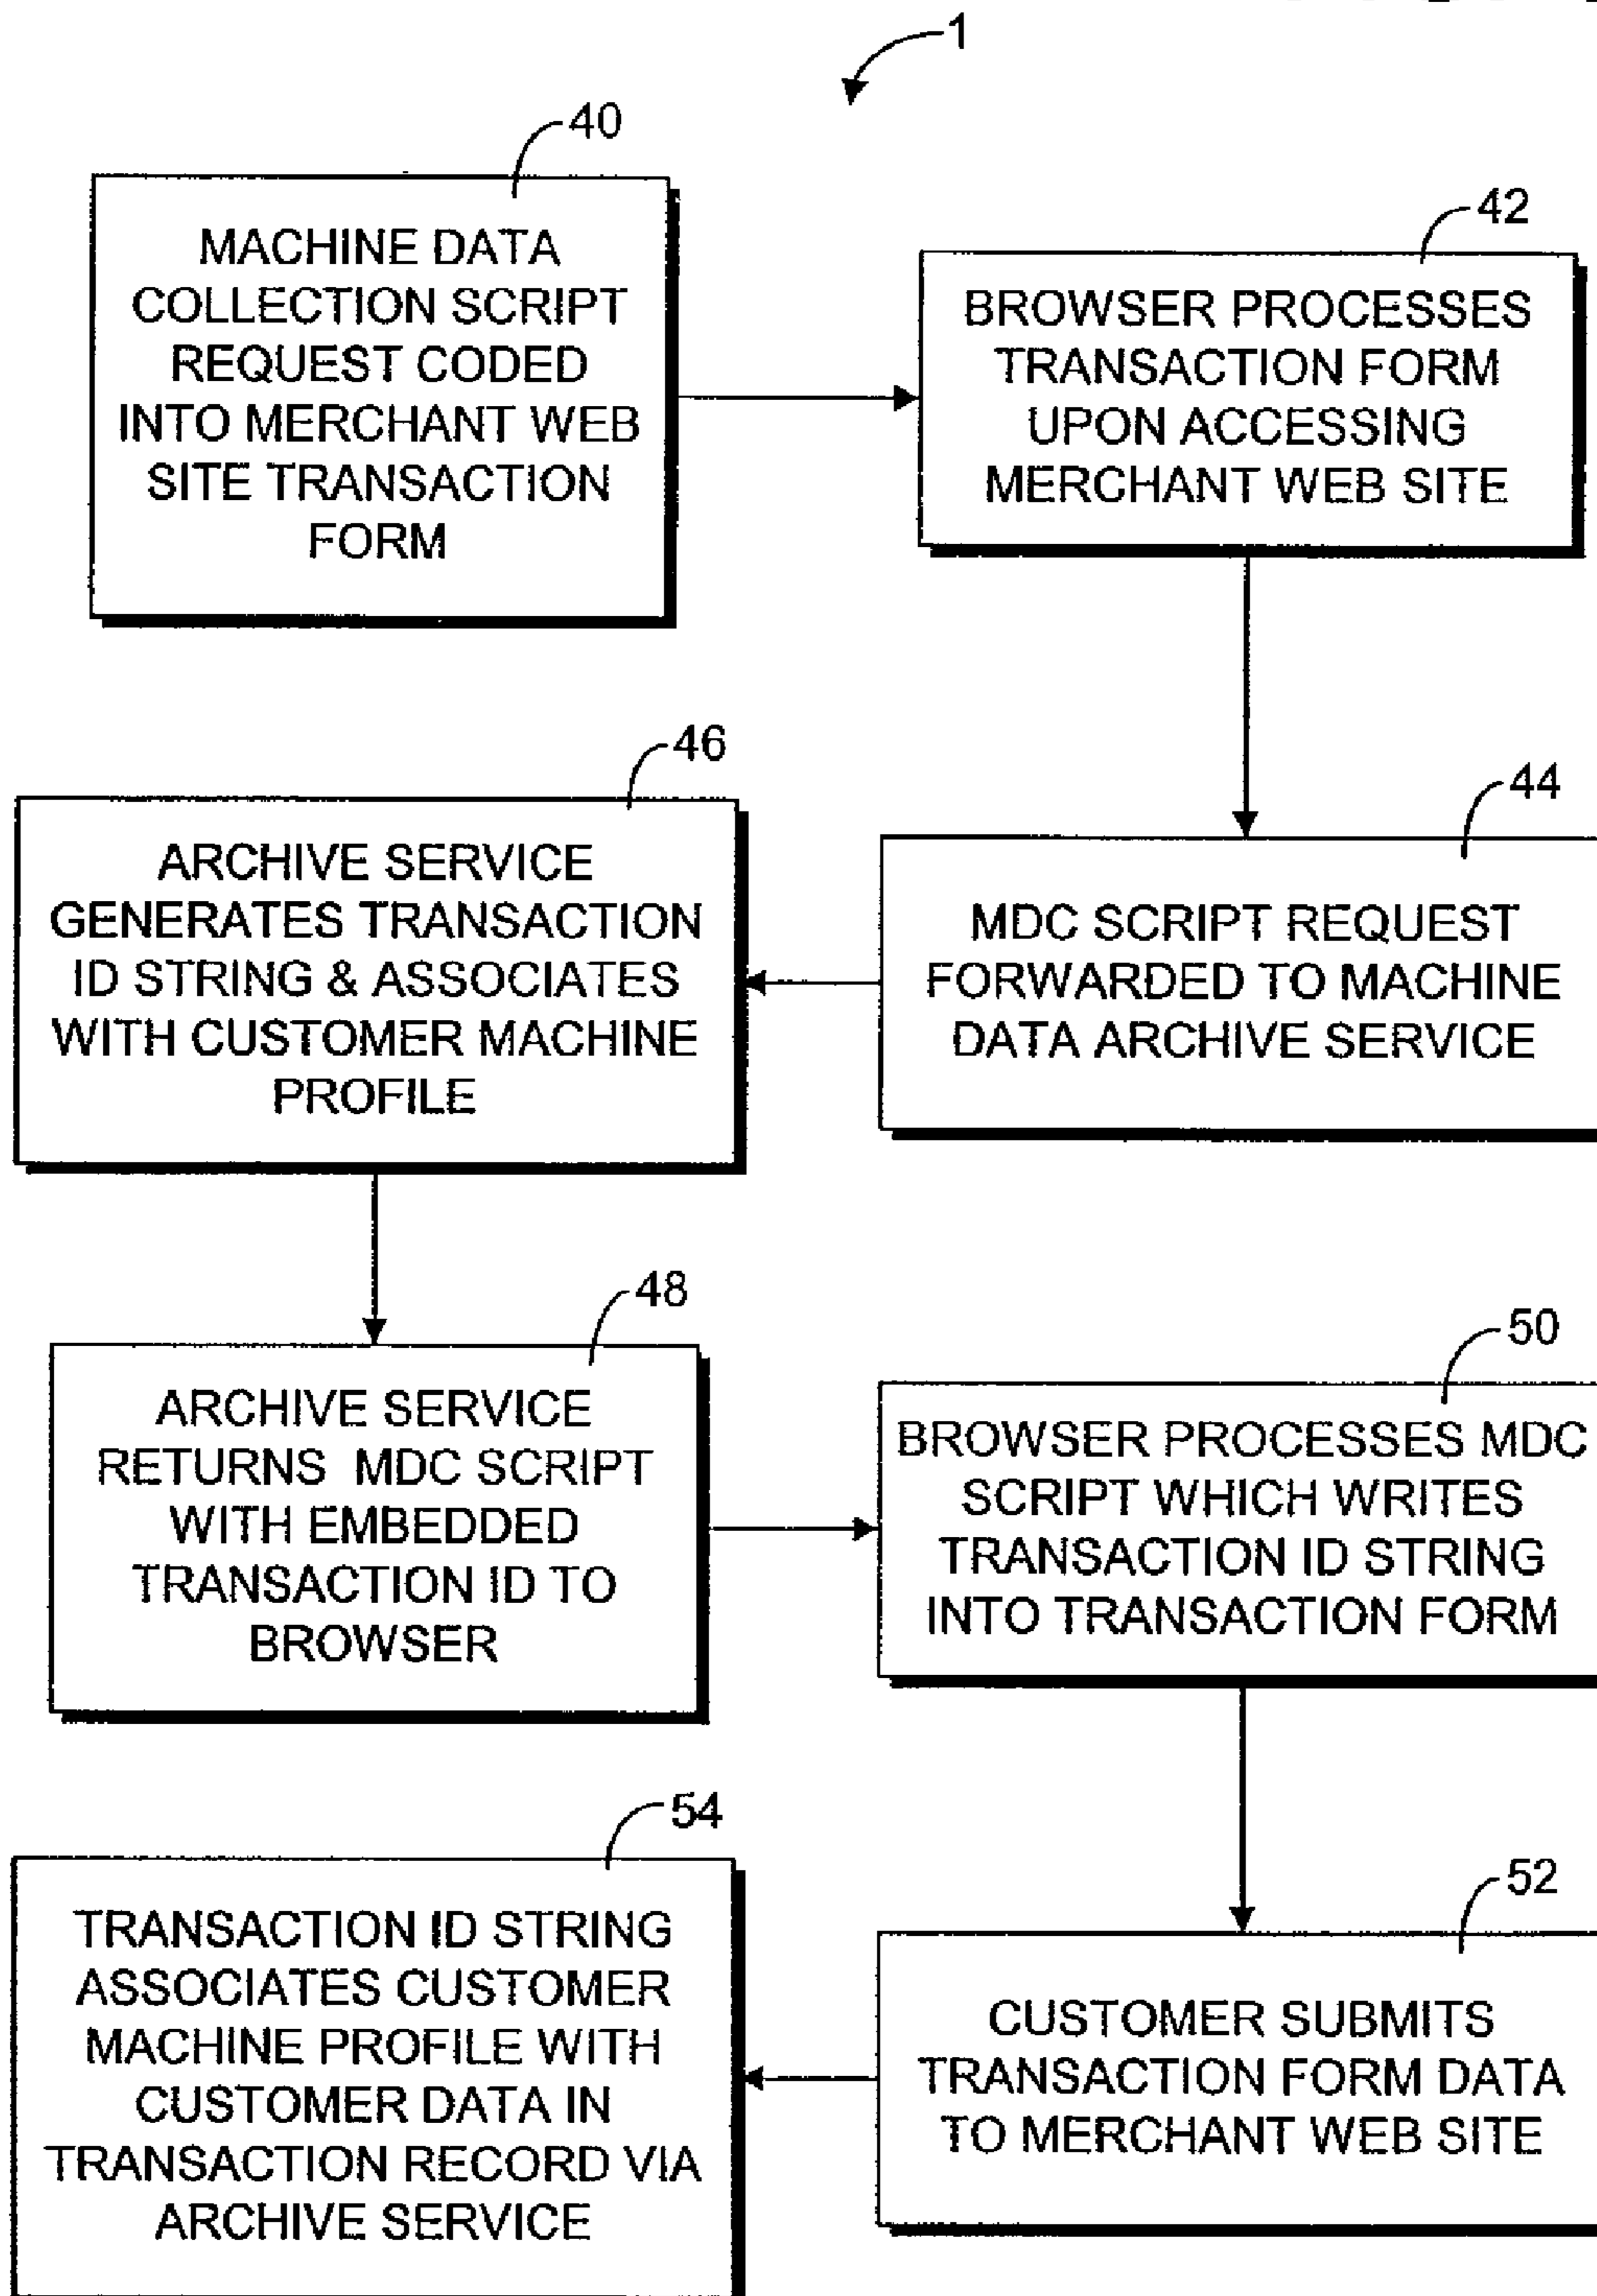 1
40
MACHINE DATA
COLLECTION SCRIPT
REQUEST CODED
INTO MERCHANT WEB
SITE TRANSACTION
FORM
42
BROWSER PROCESSES
TRANSACTION FORM
UPON ACCESSING
MERCHANT WEB SITE
44
MDC SCRIPT REQUEST
FORWARDED TO MACHINE
DATA ARCHIVE SERVICE
46
ARCHIVE SERVICE
GENERATES TRANSACTION
ID STRING & ASSOCIATES
WITH CUSTOMER MACHINE
PROFILE
48
ARCHIVE SERVICE
RETURNS MDC SCRIPT
WITH EMBEDDED
TRANSACTION ID TO
BROWSER
50
BROWSER PROCESSES MDC
SCRIPT WHICH WRITES
TRANSACTION ID STRING
INTO TRANSACTION FORM
52
CUSTOMER SUBMITS
TRANSACTION FORM DATA
TO MERCHANT WEB SITE
54
TRANSACTION ID STRING
ASSOCIATES CUSTOMER
MACHINE PROFILE WITH
CUSTOMER DATA IN
TRANSACTION RECORD VIA
ARCHIVE SERVICE